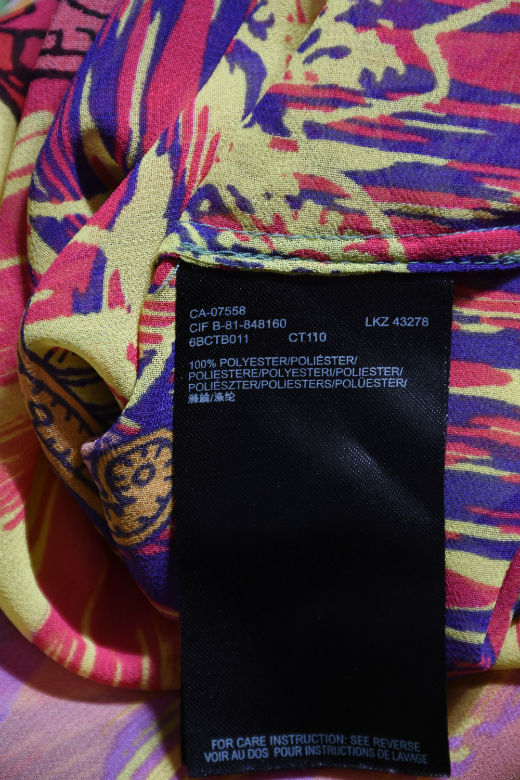 CA-07558
CIF B-81-848160 LKZ 43278
6BCTB011 CT110
100% POLYESTER/POLIÉSTER/
POLIESTERE/POLYESTERI/POLIESTER/
POLIÉSZTER/POLIESTERS/POLÜESTER/
滌綸/涤纶
FOR CARE INSTRUCTION: SEE REVERSE
VOIR AU DOS POUR INSTRUCTIONS DE LAVAGE